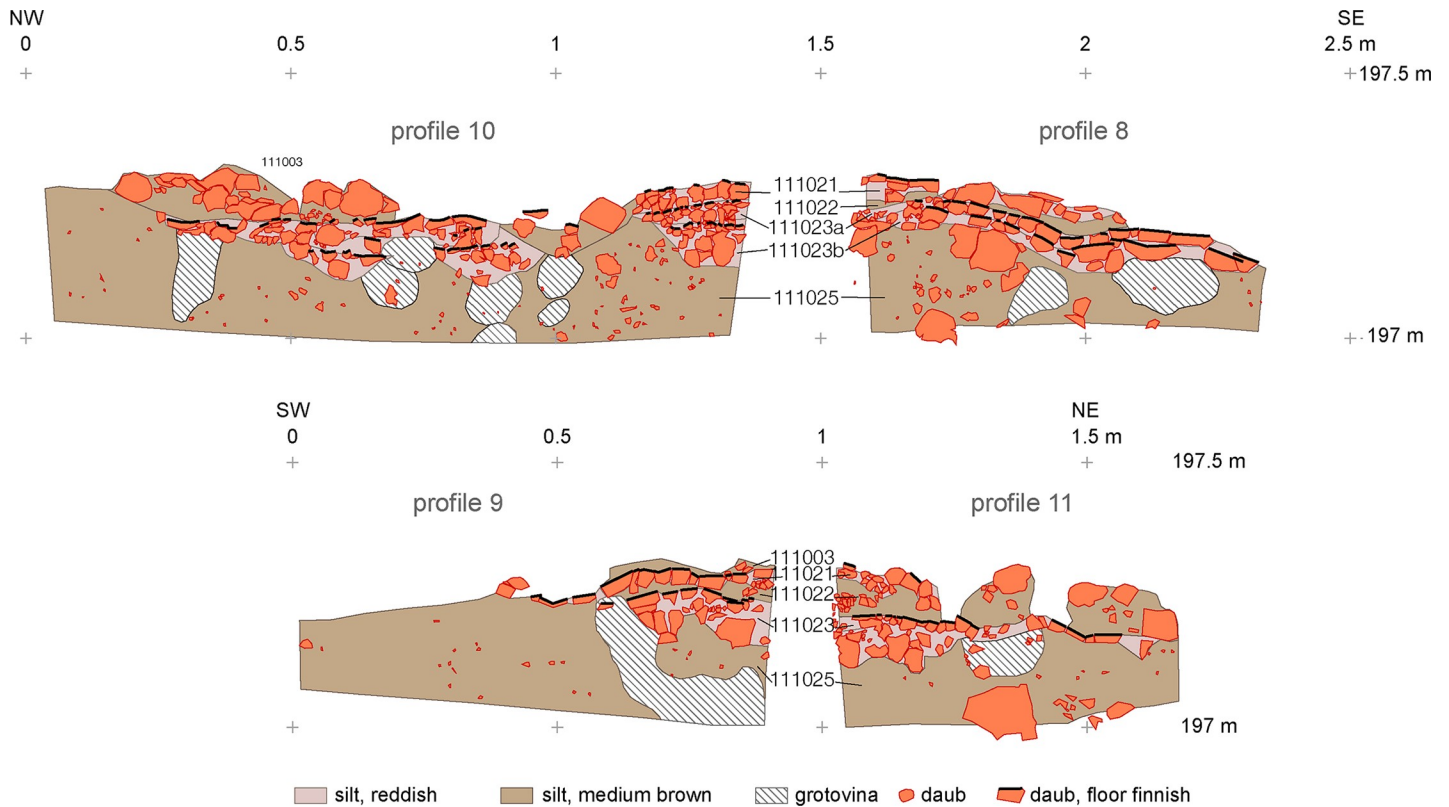 NW SE
0 0.5 1 1.5 2 2.5 m
197.5 m
profile 10 profile 8
111003
111021
111022
111023a
111023b
111025
197 m
SW NE
0 0.5 1 1.5 m
197.5 m
profile 9 profile 11
111003
111021
111022
111023
111025
197 m
silt, reddish silt, medium brown grotovina daub daub, floor finnish